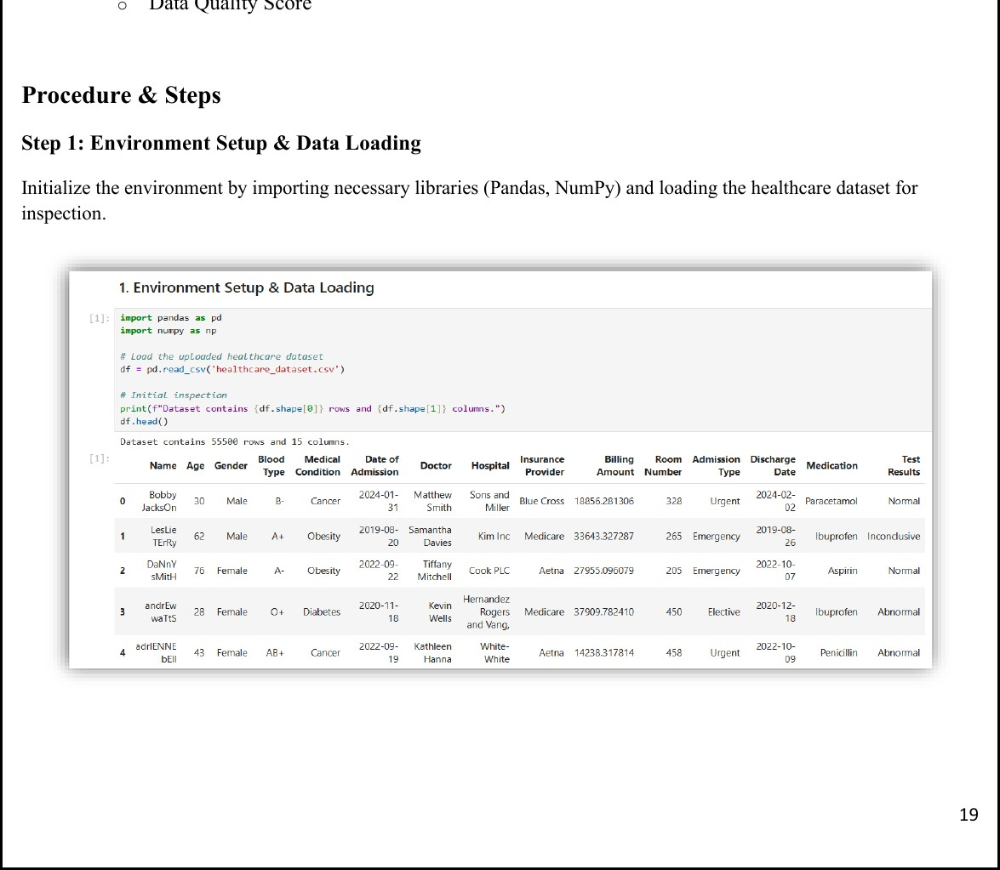 o Data Quality Score
Procedure & Steps
Step 1: Environment Setup & Data Loading
Initialize the environment by importing necessary libraries (Pandas, NumPy) and loading the healthcare dataset for
inspection.
1. Environment Setup & Data Loading
[1]: import pandas as pd
import numpy as np
# Load the uploaded healthcare dataset
df = pd.read_csv('healthcare_dataset.csv')
# Initial inspection
print(f"Dataset contains {df.shape[0]} rows and {df.shape[1]} columns.")
df.head()
Dataset contains 55500 rows and 15 columns.
[1]:
Name Age Gender Blood Type Medical Condition Date of Admission Doctor Hospital Insurance Provider Billing Amount Room Number Admission Type Discharge Date Medication Test Results
0 Bobby JacksOn 30 Male B- Cancer 2024-01-31 Matthew Smith Sons and Miller Blue Cross 18856.281306 328 Urgent 2024-02-02 Paracetamol Normal
1 LesLie TErRy 62 Male A+ Obesity 2019-08-20 Samantha Davies Kim Inc Medicare 33643.327287 265 Emergency 2019-08-26 Ibuprofen Inconclusive
2 DaNnY sMitH 76 Female A- Obesity 2022-09-22 Tiffany Mitchell Cook PLC Aetna 27955.096079 205 Emergency 2022-10-07 Aspirin Normal
3 andrEw waTtS 28 Female O+ Diabetes 2020-11-18 Kevin Wells Hernandez Rogers and Vang, Medicare 37909.782410 450 Elective 2020-12-18 Ibuprofen Abnormal
4 adrIENNE bEll 43 Female AB+ Cancer 2022-09-19 Kathleen Hanna White-White Aetna 14238.317814 458 Urgent 2022-10-09 Penicillin Abnormal
19